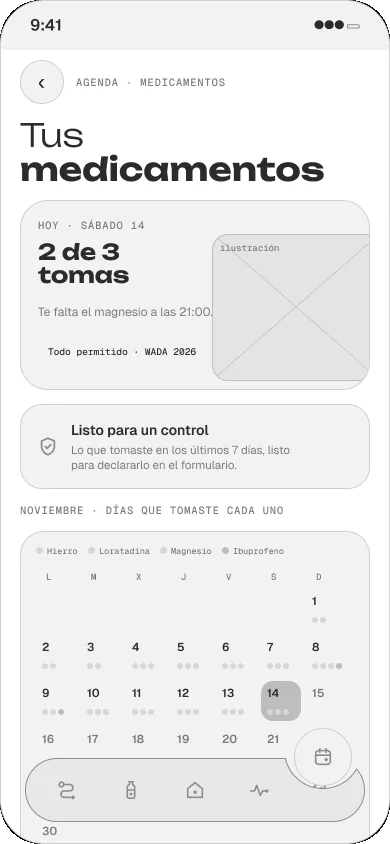 9:41
AGENDA · MEDICAMENTOS
Tus
medicamentos
HOY · SÁBADO 14
2 de 3
tomas
ilustración
Te falta el magnesio a las 21:00.
Todo permitido · WADA 2026
Listo para un control
Lo que tomaste en los últimos 7 días, listo
para declararlo en el formulario.
NOVIEMBRE · DÍAS QUE TOMASTE CADA UNO
Hierro Loratadina Magnesio Ibuprofeno
L M X J V S D
1
2 3 4 5 6 7 8
9 10 11 12 13 14 15
16 17 18 19 20 21
30